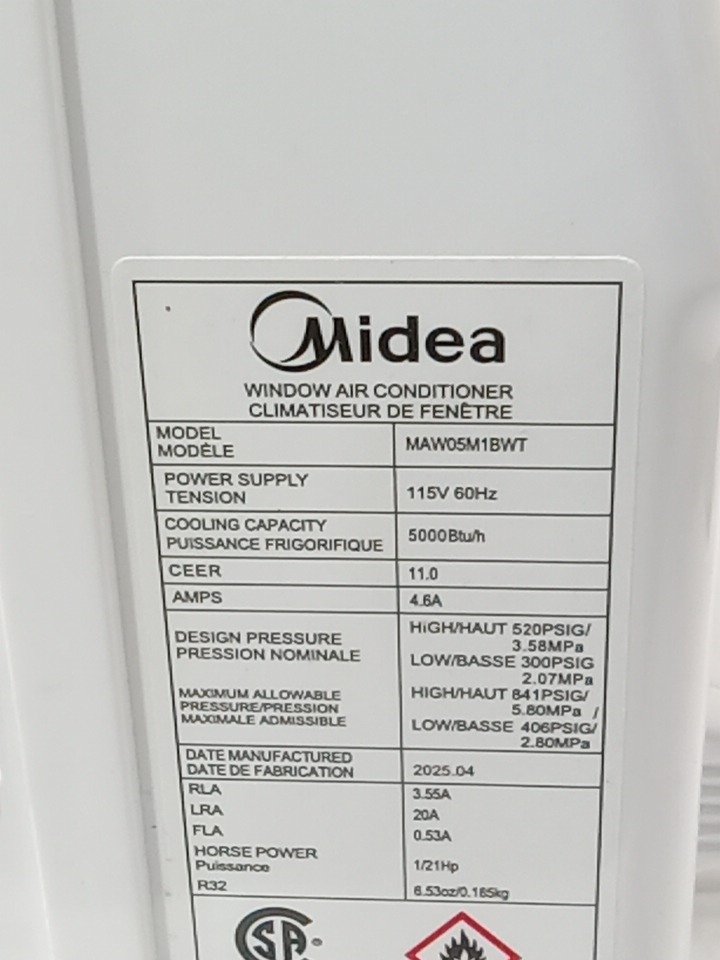 Midea
WINDOW AIR CONDITIONER
CLIMATISEUR DE FENÊTRE
MODEL
MODÈLE
MAW05M1BWT
POWER SUPPLY
TENSION
115V 60Hz
COOLING CAPACITY
PUISSANCE FRIGORIFIQUE
5000Btu/h
CEER
11.0
AMPS
4.6A
DESIGN PRESSURE
PRESSION NOMINALE
HIGH/HAUT 520PSIG/
3.58MPa
LOW/BASSE 300PSIG
2.07MPa
MAXIMUM ALLOWABLE
PRESSURE/PRESSION
MAXIMALE ADMISSIBLE
HIGH/HAUT 841PSIG/
5.80MPa /
LOW/BASSE 406PSIG/
2.80MPa
DATE MANUFACTURED
DATE DE FABRICATION
2025.04
RLA
3.55A
LRA
20A
FLA
0.53A
HORSE POWER
Puissance
1/21Hp
R32
6.53oz/0.185kg
SA